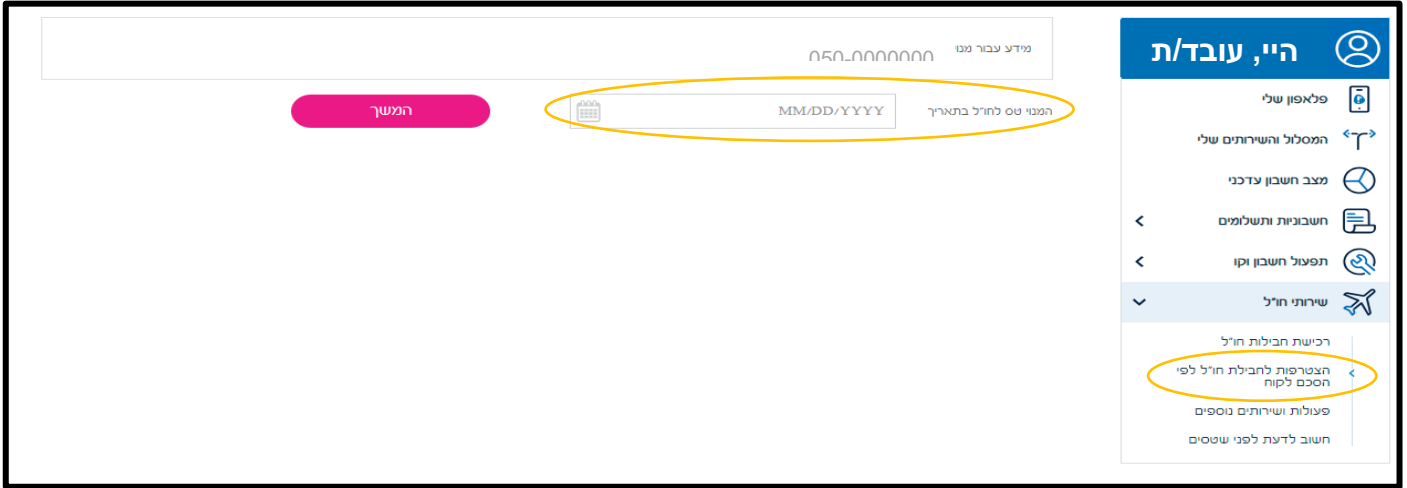 היי, עובד/ת
פלאפון שלי
המסלול והשירותים שלי
מצב חשבון עדכני
חשבוניות ותשלומים
תפעול חשבון וקו
שירותי חו״ל
רכישת חבילות חו״ל
הצטרפות לחבילת חו״ל לפי
הסכם לקוח
פעולות ושירותים נוספים
חשוב לדעת לפני שטסים
מידע עבור מנוי 050-0000000
המנוי טס לחו״ל בתאריך MM/DD/YYYY
המשך